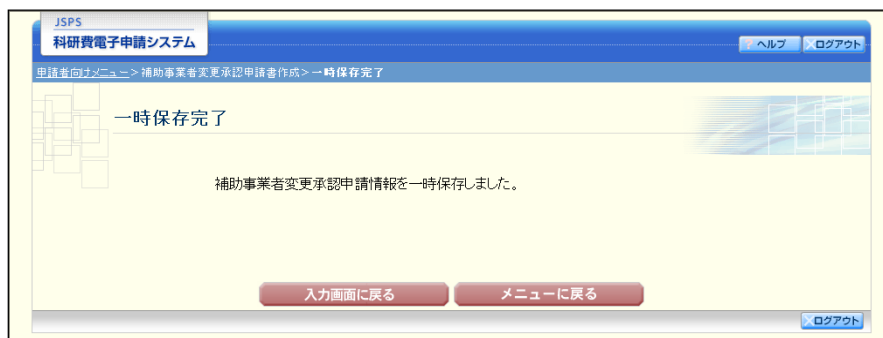 JSPS
科研費電子申請システム
?ヘルプ
×ログアウト
申請者向けメニュー>補助事業者変更承認申請書作成>一時保存完了
一時保存完了
補助事業者変更承認申請情報を一時保存しました。
入力画面に戻る
メニューに戻る
×ログアウト